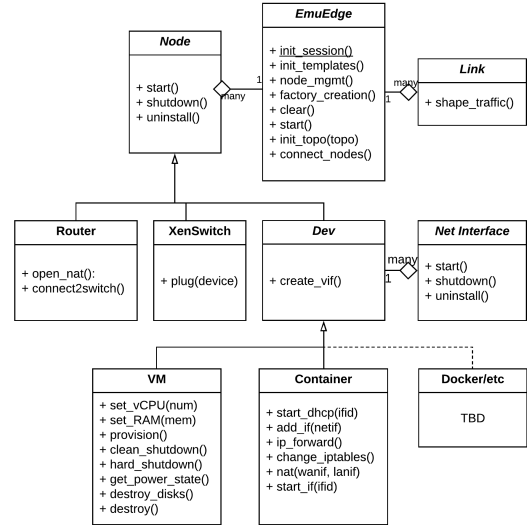 EmuEdge
+ init_session()
+ init_templates()
+ node_mgmt()
+ factory_creation()
+ clear()
+ start()
+ init_topo(topo)
+ connect_nodes()
Node
+ start()
+ shutdown()
+ uninstall()
many
1
many
1
Link
+ shape_traffic()
Router
+ open_nat():
+ connect2switch()
XenSwitch
+ plug(device)
Dev
+ create_vif()
many
1
Net Interface
+ start()
+ shutdown()
+ uninstall()
VM
+ set_vCPU(num)
+ set_RAM(mem)
+ provision()
+ clean_shutdown()
+ hard_shutdown()
+ get_power_state()
+ destroy_disks()
+ destroy()
Container
+ start_dhcp(ifid)
+ add_if(netif)
+ ip_forward()
+ change_iptables()
+ nat(wanif, lanif)
+ start_if(ifid)
Docker/etc
TBD